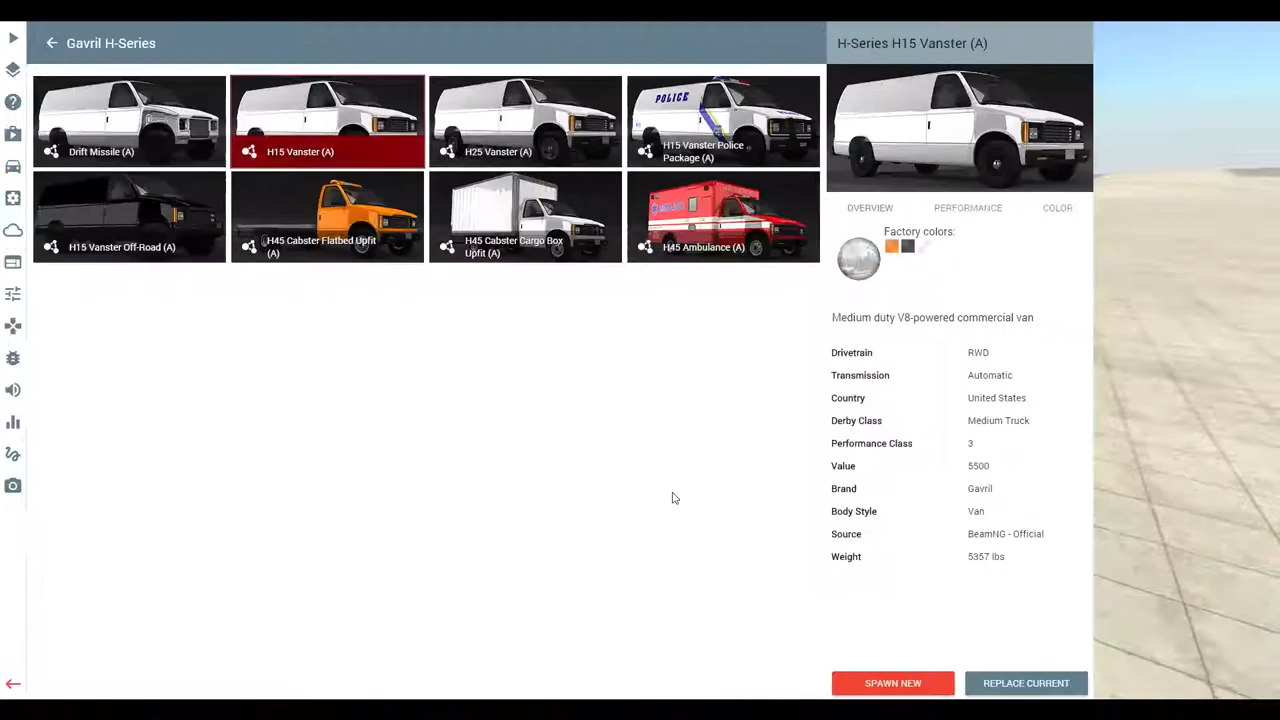 Gavril H-Series
H-Series H15 Vanster (A)
Drift Missile (A)
H15 Vanster (A)
H25 Vanster (A)
POLICE
H15 Vanster Police
Package (A)
H15 Vanster Off-Road (A)
H45 Cabster Flatbed Upfit
(A)
H45 Cabster Cargo Box
Upfit (A)
AMBULANCE
H45 Ambulance (A)
OVERVIEW
PERFORMANCE
COLOR
Factory colors:
Medium duty V8-powered commercial van
Drivetrain RWD
Transmission Automatic
Country United States
Derby Class Medium Truck
Performance Class 3
Value 5500
Brand Gavril
Body Style Van
Source BeamNG - Official
Weight 5357 lbs
SPAWN NEW
REPLACE CURRENT